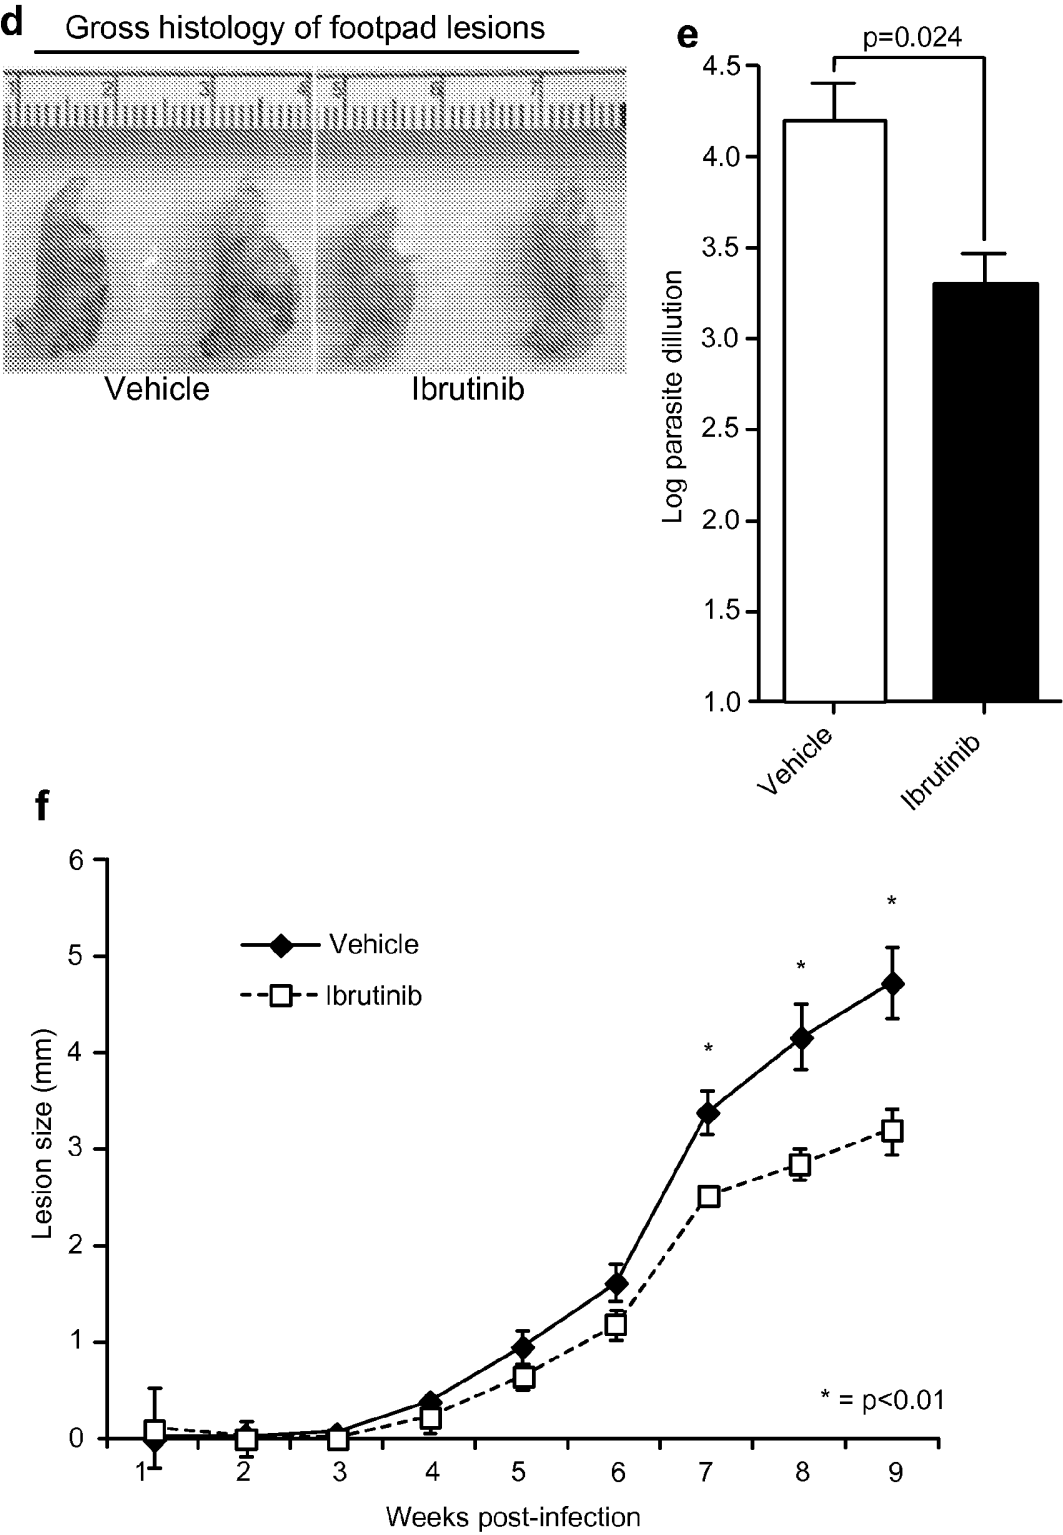 d
Gross histology of footpad lesions
Vehicle
Ibrutinib
e
p=0.024
4.5
4.0
3.5
3.0
2.5
2.0
1.5
1.0
Log parasite dillution
Vehicle
Ibrutinib
f
6
5
4
3
2
1
0
Lesion size (mm)
Vehicle
Ibrutinib
*
*
*
* = p<0.01
1 2 3 4 5 6 7 8 9
Weeks post-infection